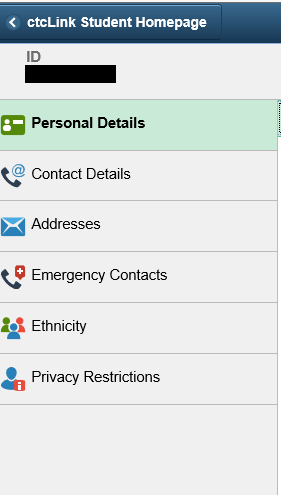 ctcLink Student Homepage
ID
Personal Details
Contact Details
Addresses
Emergency Contacts
Ethnicity
Privacy Restrictions